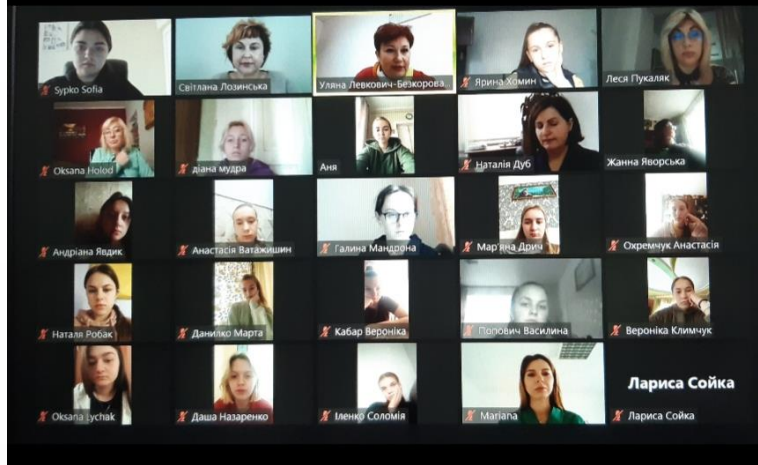 Sypko Sofia
Світлана Лозинська
Уляна Левкович-Безкорова...
Ярина Хомин
Леся Пукаляк
Oksana Holod
діана мудра
Аня
Наталія Дуб
Жанна Яворська
Андріана Явдик
Анастасія Ватажишин
Галина Мандрона
Мар'яна Дрич
Охремчук Анастасія
Наталя Робак
Данилко Марта
Кабар Вероніка
Попович Василина
Вероніка Климчук
Oksana Lychak
Даша Назаренко
Іленко Соломія
Mariana
Лариса Сойка
Лариса Сойка